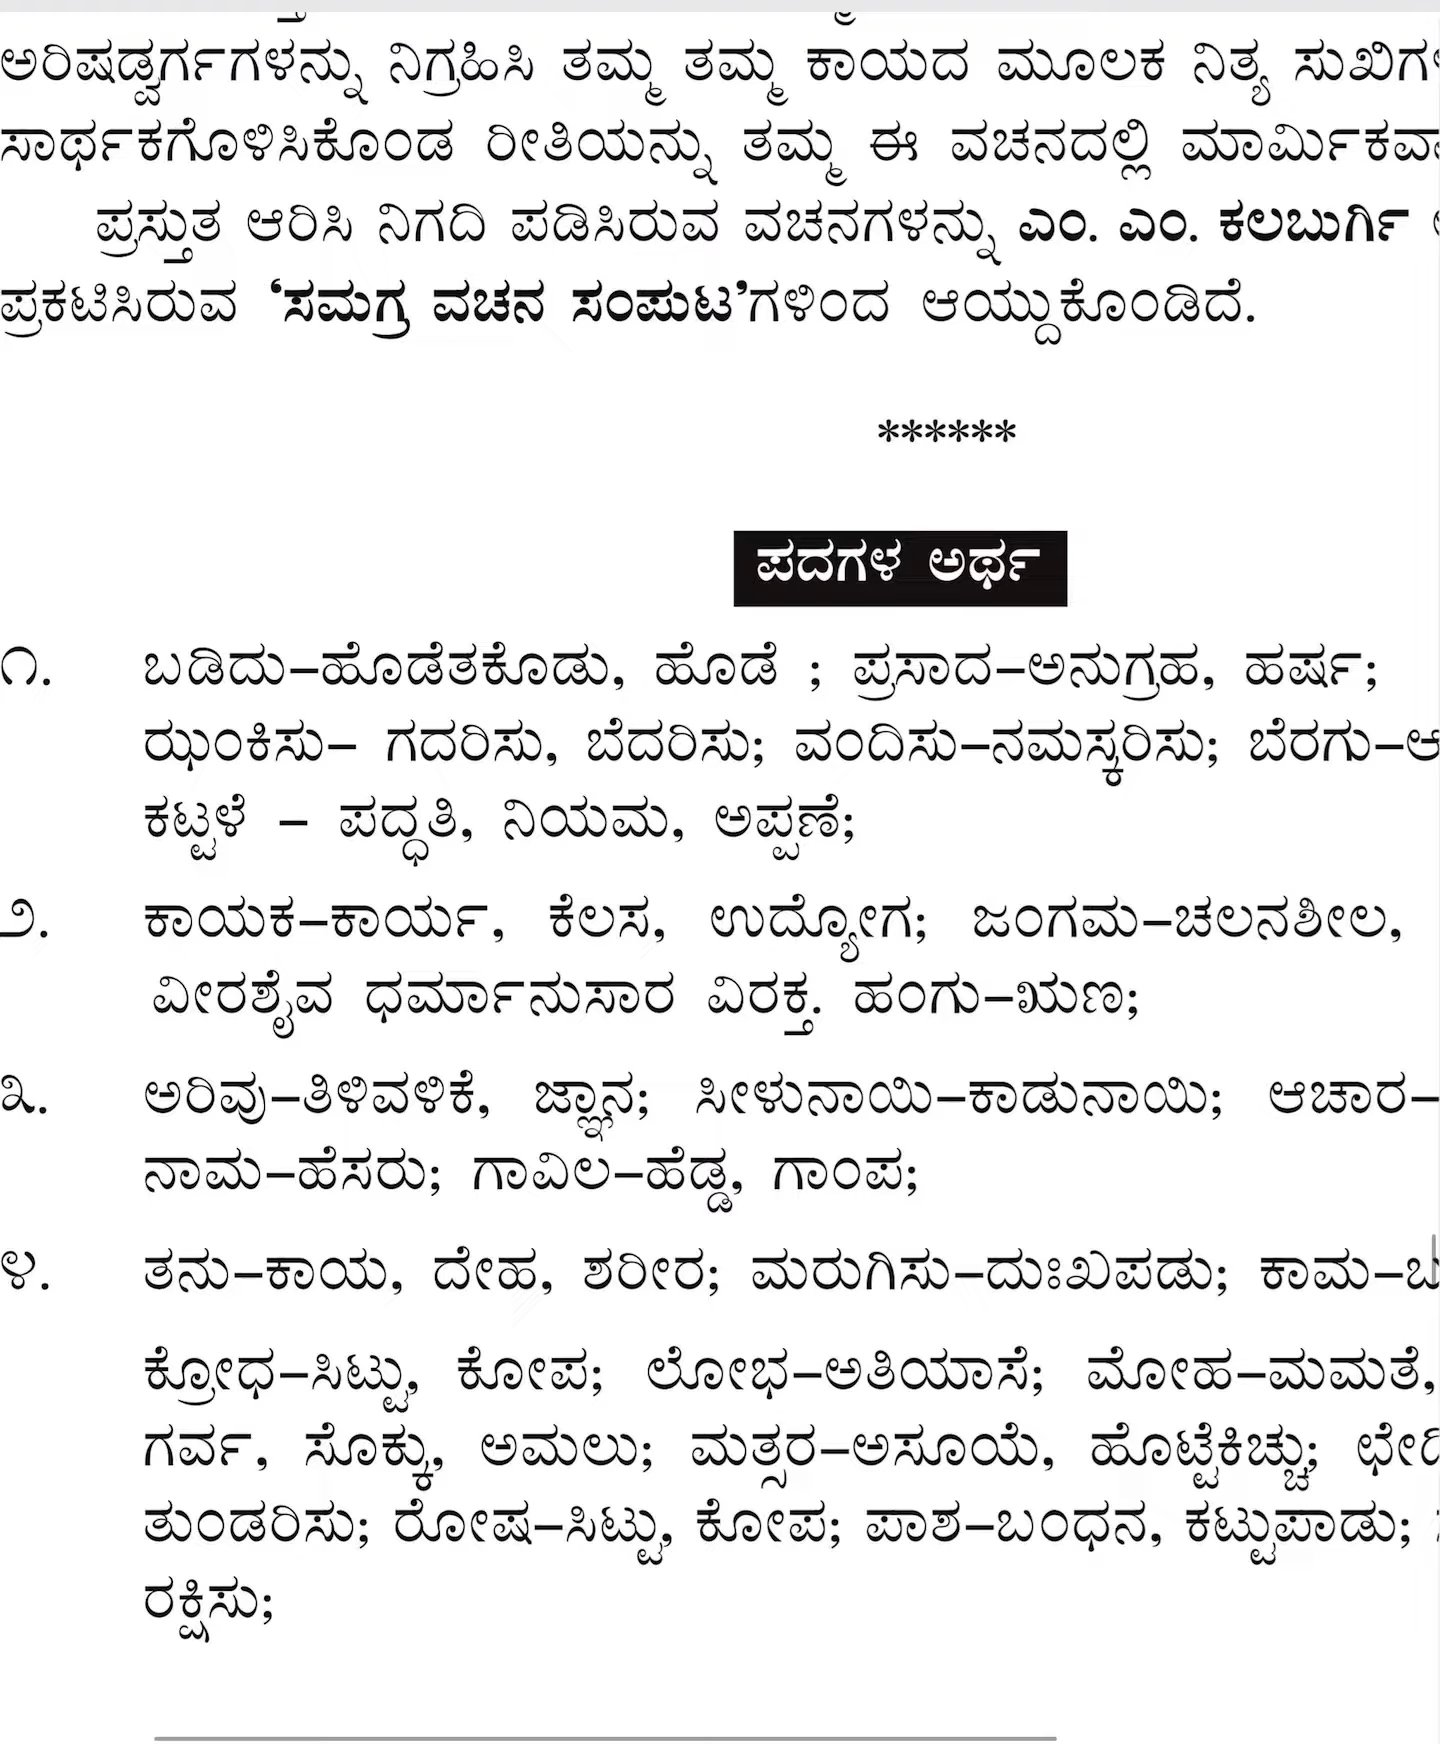 ಅರಿಷಡ್ವರ್ಗಗಳನ್ನು ನಿಗ್ರಹಿಸಿ ತಮ್ಮ ತಮ್ಮ ಕಾಯದ ಮೂಲಕ ನಿತ್ಯ
ಸಾರ್ಥಕಗೊಳಿಸಿಕೊಂಡ ರೀತಿಯನ್ನು ತಮ್ಮ ಈ ವಚನದಲ್ಲಿ
ಪ್ರಸ್ತುತ ಆರಿಸಿ ನಿಗದಿ ಪಡಿಸಿರುವ ವಚನಗಳನ್ನು ಎಂ. ಎಂ. ಕಲಬುರ್ಗಿ
ಪ್ರಕಟಿಸಿರುವ ‘ಸಮಗ್ರ ವಚನ ಸಂಪುಟ’ಗಳಿಂದ ಆಯ್ದುಕೊಂಡಿದೆ.
******
ಪದಗಳ ಅರ್ಥ
೧. ಬಡಿದು–ಹೊಡೆತಕೊಡು, ಹೊಡೆ ; ಪ್ರಸಾದ–ಅನುಗ್ರಹ, ಹರ್ಷ;
ಝಂಕಿಸು– ಗದರಿಸು, ಬೆದರಿಸು; ವಂದಿಸು–ನಮಸ್ಕರಿಸು; ಬೆರಗು–
ಕಟ್ಟಳೆ – ಪದ್ಧತಿ, ನಿಯಮ, ಅಪ್ಪಣೆ;
೨. ಕಾಯಕ–ಕಾರ್ಯ, ಕೆಲಸ, ಉದ್ಯೋಗ; ಜಂಗಮ–ಚಲನಶೀಲ,
ವೀರಶೈವ ಧರ್ಮಾನುಸಾರ ವಿರಕ್ತ. ಹಂಗು–ಋಣ;
೩. ಅರಿವು–ತಿಳಿವಳಿಕೆ, ಜ್ಞಾನ; ಸೀಳುನಾಯಿ–ಕಾಡುನಾಯಿ; ಆಚಾರ–
ನಾಮ–ಹೆಸರು; ಗಾವಿಲ–ಹೆಡ್ಡ, ಗಾಂಪ;
೪. ತನು–ಕಾಯ, ದೇಹ, ಶರೀರ; ಮರುಗಿಸು–ದುಃಖಪಡು; ಕಾಮ–
ಕ್ರೋಧ–ಸಿಟ್ಟು, ಕೋಪ; ಲೋಭ–ಅತಿಯಾಸೆ; ಮೋಹ–ಮಮತೆ,
ಗರ್ವ, ಸೊಕ್ಕು, ಅಮಲು; ಮತ್ಸರ–ಅಸೂಯೆ, ಹೊಟ್ಟೆಕಿಚ್ಚು;
ತುಂಡರಿಸು; ರೋಷ–ಸಿಟ್ಟು, ಕೋಪ; ಪಾಶ–ಬಂಧನ, ಕಟ್ಟುಪಾಡು;
ರಕ್ಷಿಸು;